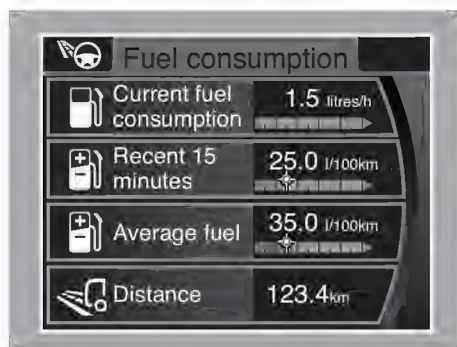 Fuel consumption
Current fuel
consumption
1.5 litres/h
Recent 15
minutes
25.0 l/100km
Average fuel
35.0 l/100km
Distance
123.4km